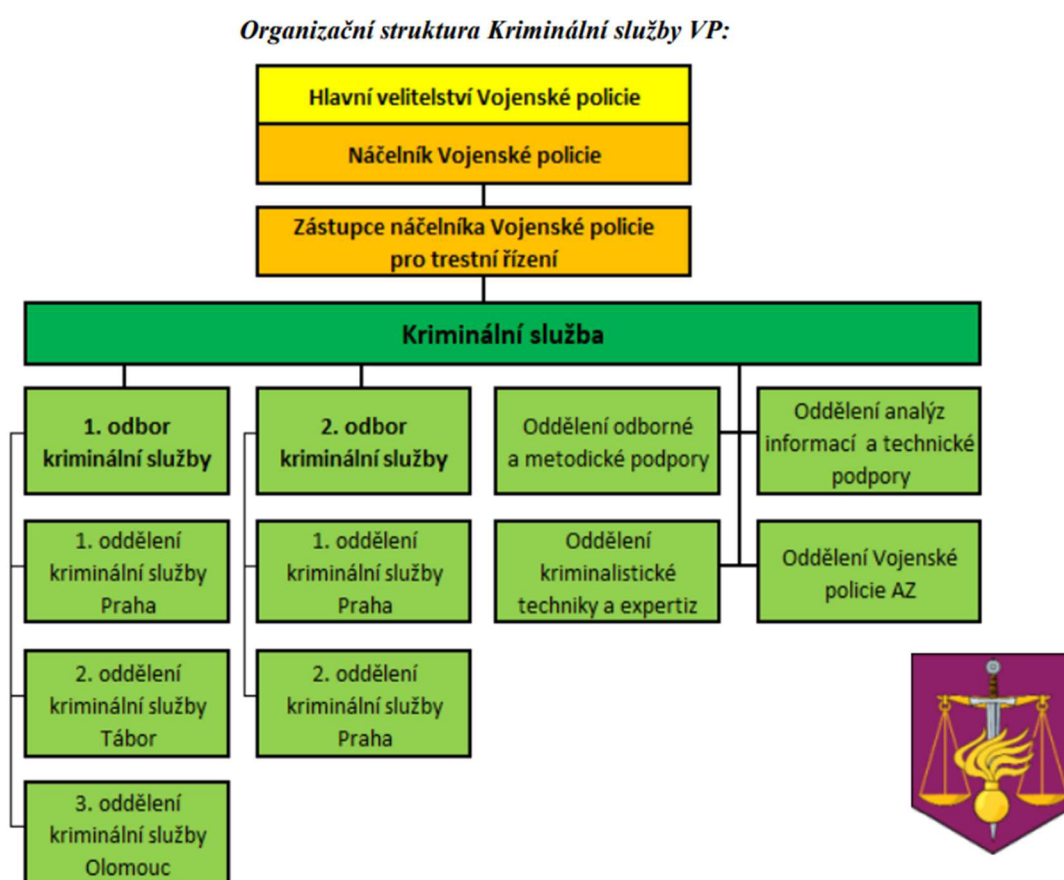 Organizační struktura Kriminální služby VP:
Hlavní velitelství Vojenské policie
Náčelník Vojenské policie
Zástupce náčelníka Vojenské policie
pro trestní řízení
Kriminální služba
1. odbor
kriminální služby
2. odbor
kriminální služby
Oddělení odborné
a metodické podpory
Oddělení analýz
informací a technické
podpory
1. oddělení
kriminální služby
Praha
1. oddělení
kriminální služby
Praha
Oddělení
kriminalistické
techniky a expertiz
Oddělení Vojenské
policie AZ
2. oddělení
kriminální služby
Tábor
2. oddělení
kriminální služby
Praha
3. oddělení
kriminální služby
Olomouc